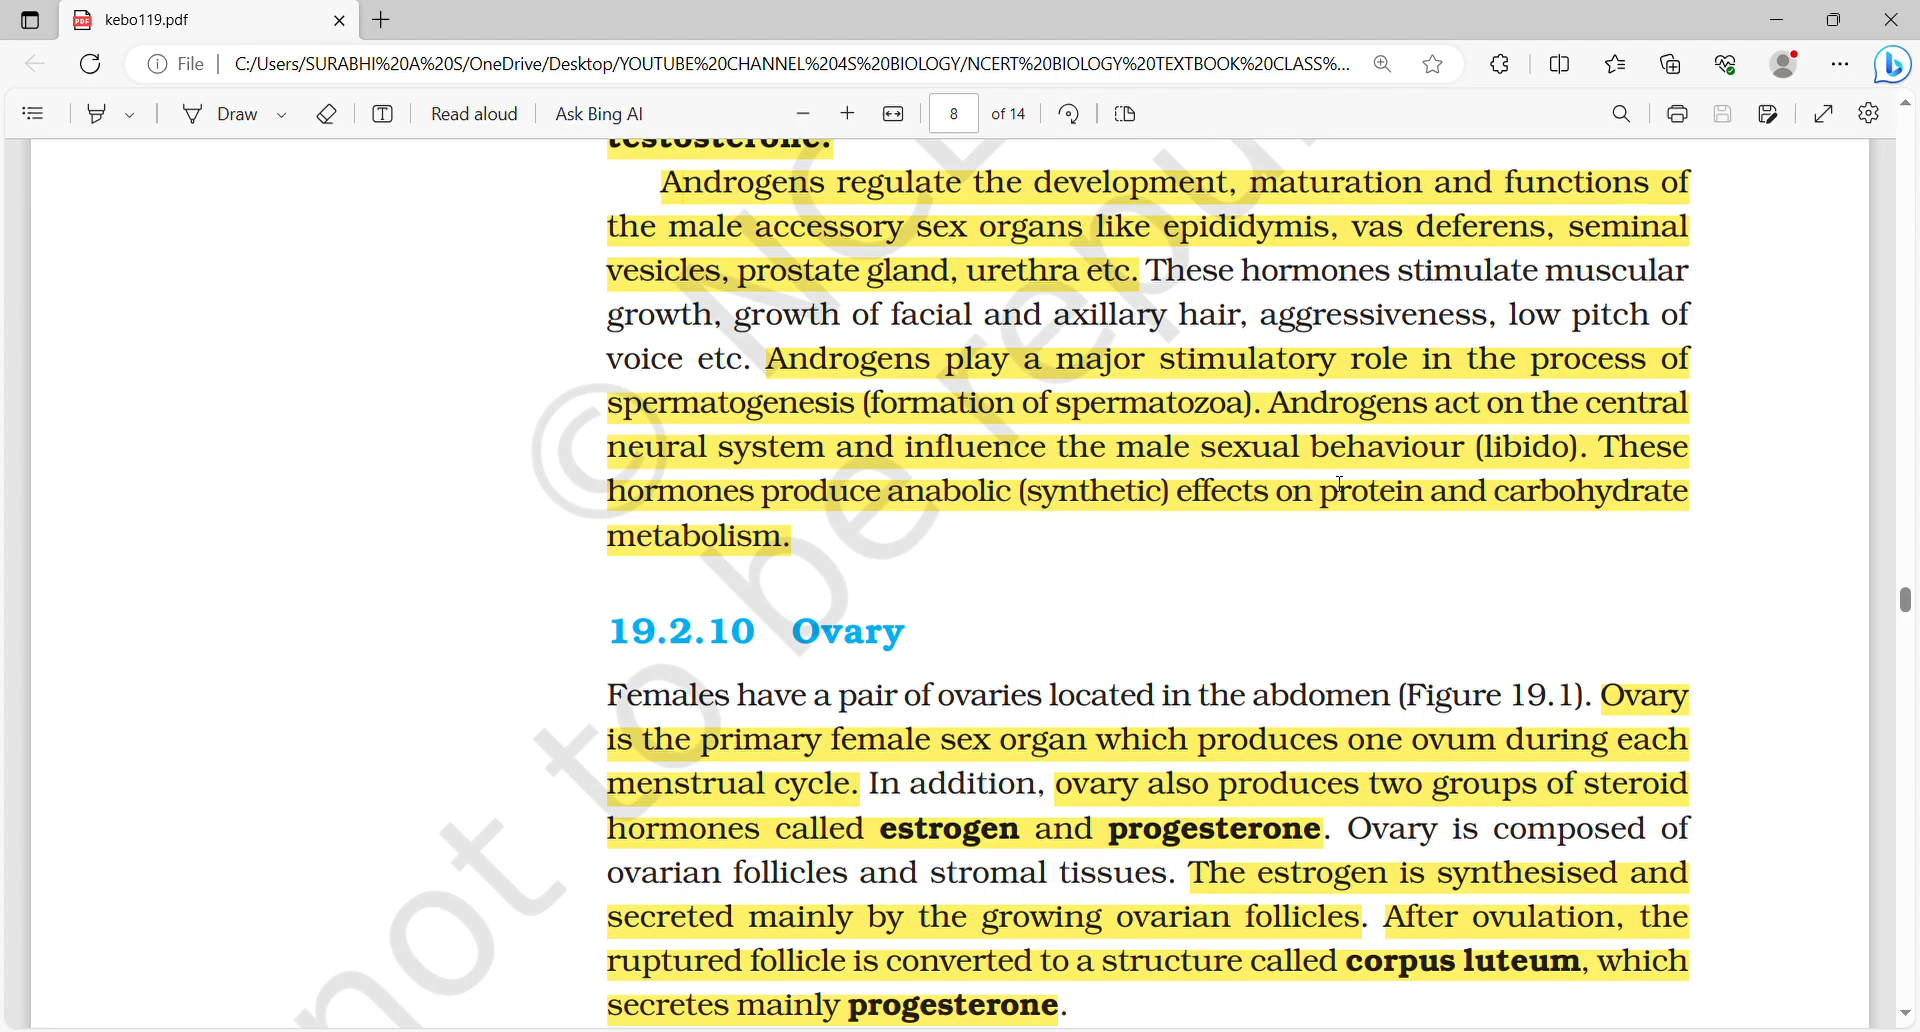 kebo119.pdf
File
C:/Users/SURABHI%20A%20S/OneDrive/Desktop/YOUTUBE%20CHANNEL%204S%20BIOLOGY/NCERT%20BIOLOGY%20TEXTBOOK%20CLASS%...
Draw
Read aloud
Ask Bing AI
8 of 14
testosterone.
Androgens regulate the development, maturation and functions of
the male accessory sex organs like epididymis, vas deferens, seminal
vesicles, prostate gland, urethra etc. These hormones stimulate muscular
growth, growth of facial and axillary hair, aggressiveness, low pitch of
voice etc. Androgens play a major stimulatory role in the process of
spermatogenesis (formation of spermatozoa). Androgens act on the central
neural system and influence the male sexual behaviour (libido). These
hormones produce anabolic (synthetic) effects on protein and carbohydrate
metabolism.
19.2.10 Ovary
Females have a pair of ovaries located in the abdomen (Figure 19.1). Ovary
is the primary female sex organ which produces one ovum during each
menstrual cycle. In addition, ovary also produces two groups of steroid
hormones called estrogen and progesterone. Ovary is composed of
ovarian follicles and stromal tissues. The estrogen is synthesised and
secreted mainly by the growing ovarian follicles. After ovulation, the
ruptured follicle is converted to a structure called corpus luteum, which
secretes mainly progesterone.
© NCE
not to be repu